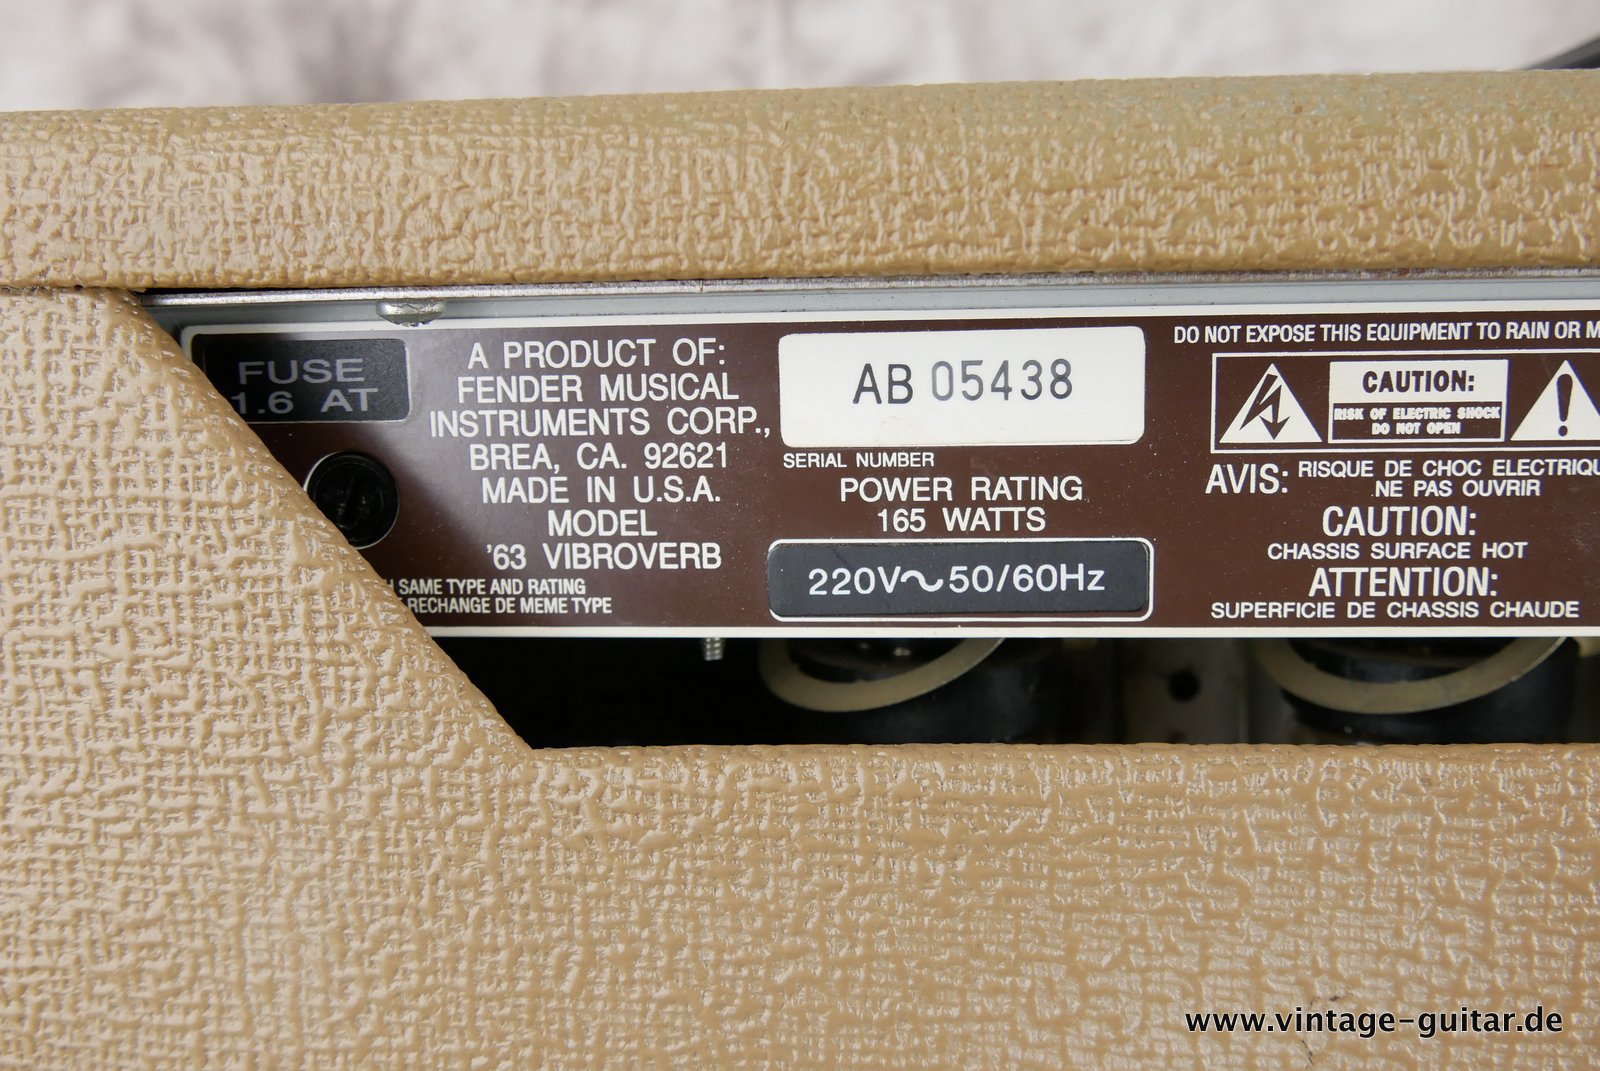 FUSE
1.6 AT
A PRODUCT OF:
FENDER MUSICAL
INSTRUMENTS CORP.,
BREA, CA. 92621
MADE IN U.S.A.
MODEL
'63 VIBROVERB
SAME TYPE AND RATING
RECHANGE DE MEME TYPE
AB 05438
SERIAL NUMBER
POWER RATING
165 WATTS
220V~50/60Hz
DO NOT EXPOSE THIS EQUIPMENT TO RAIN OR M
CAUTION:
RISK OF ELECTRIC SHOCK
DO NOT OPEN
AVIS: RISQUE DE CHOC ELECTRIQU
NE PAS OUVRIR
CAUTION:
CHASSIS SURFACE HOT
ATTENTION:
SUPERFICIE DE CHASSIS CHAUDE
www.vintage-guitar.de